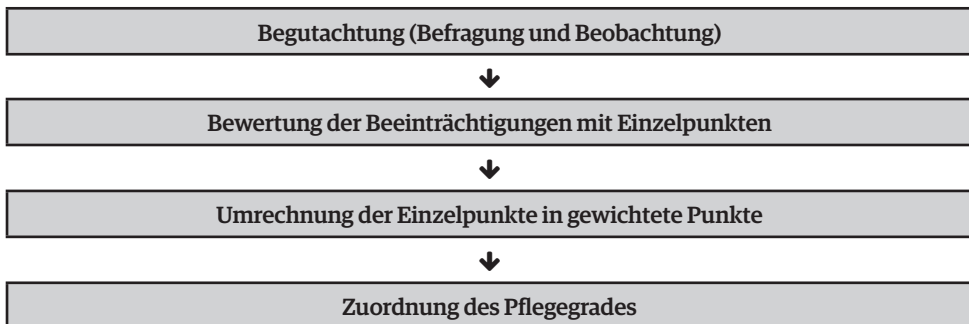 Begutachtung (Befragung und Beobachtung)
Bewertung der Beeinträchtigungen mit Einzelpunkten
Umrechnung der Einzelpunkte in gewichtete Punkte
Zuordnung des Pflegegrades